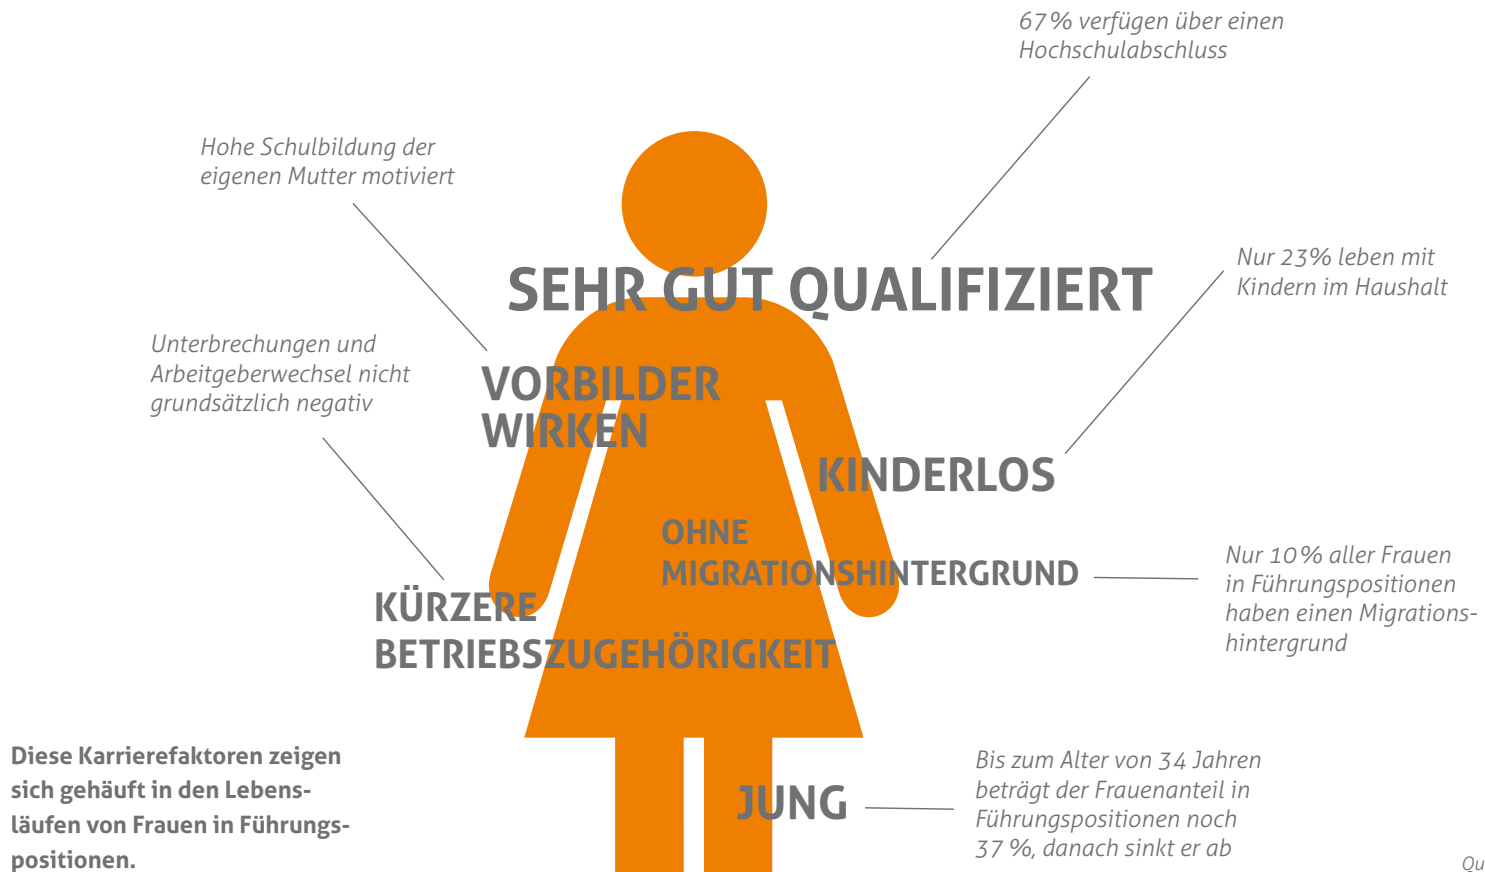 67 % verfügen über einen
Hochschulabschluss
Hohe Schulbildung der
eigenen Mutter motiviert
SEHR GUT QUALIFIZIERT
Nur 23% leben mit
Kindern im Haushalt
Unterbrechungen und
Arbeitgeberwechsel nicht
grundsätzlich negativ
VORBILDER
WIRKEN
KINDERLOS
OHNE
MIGRATIONSHINTERGRUND
Nur 10 % aller Frauen
in Führungspositionen
haben einen Migrations-
hintergrund
KÜRZERE
BETRIEBSZUGEHÖRIGKEIT
Diese Karrierefaktoren zeigen
sich gehäuft in den Lebens-
läufen von Frauen in Führungs-
positionen.
JUNG
Bis zum Alter von 34 Jahren
beträgt der Frauenanteil in
Führungspositionen noch
37 %, danach sinkt er ab
Qu